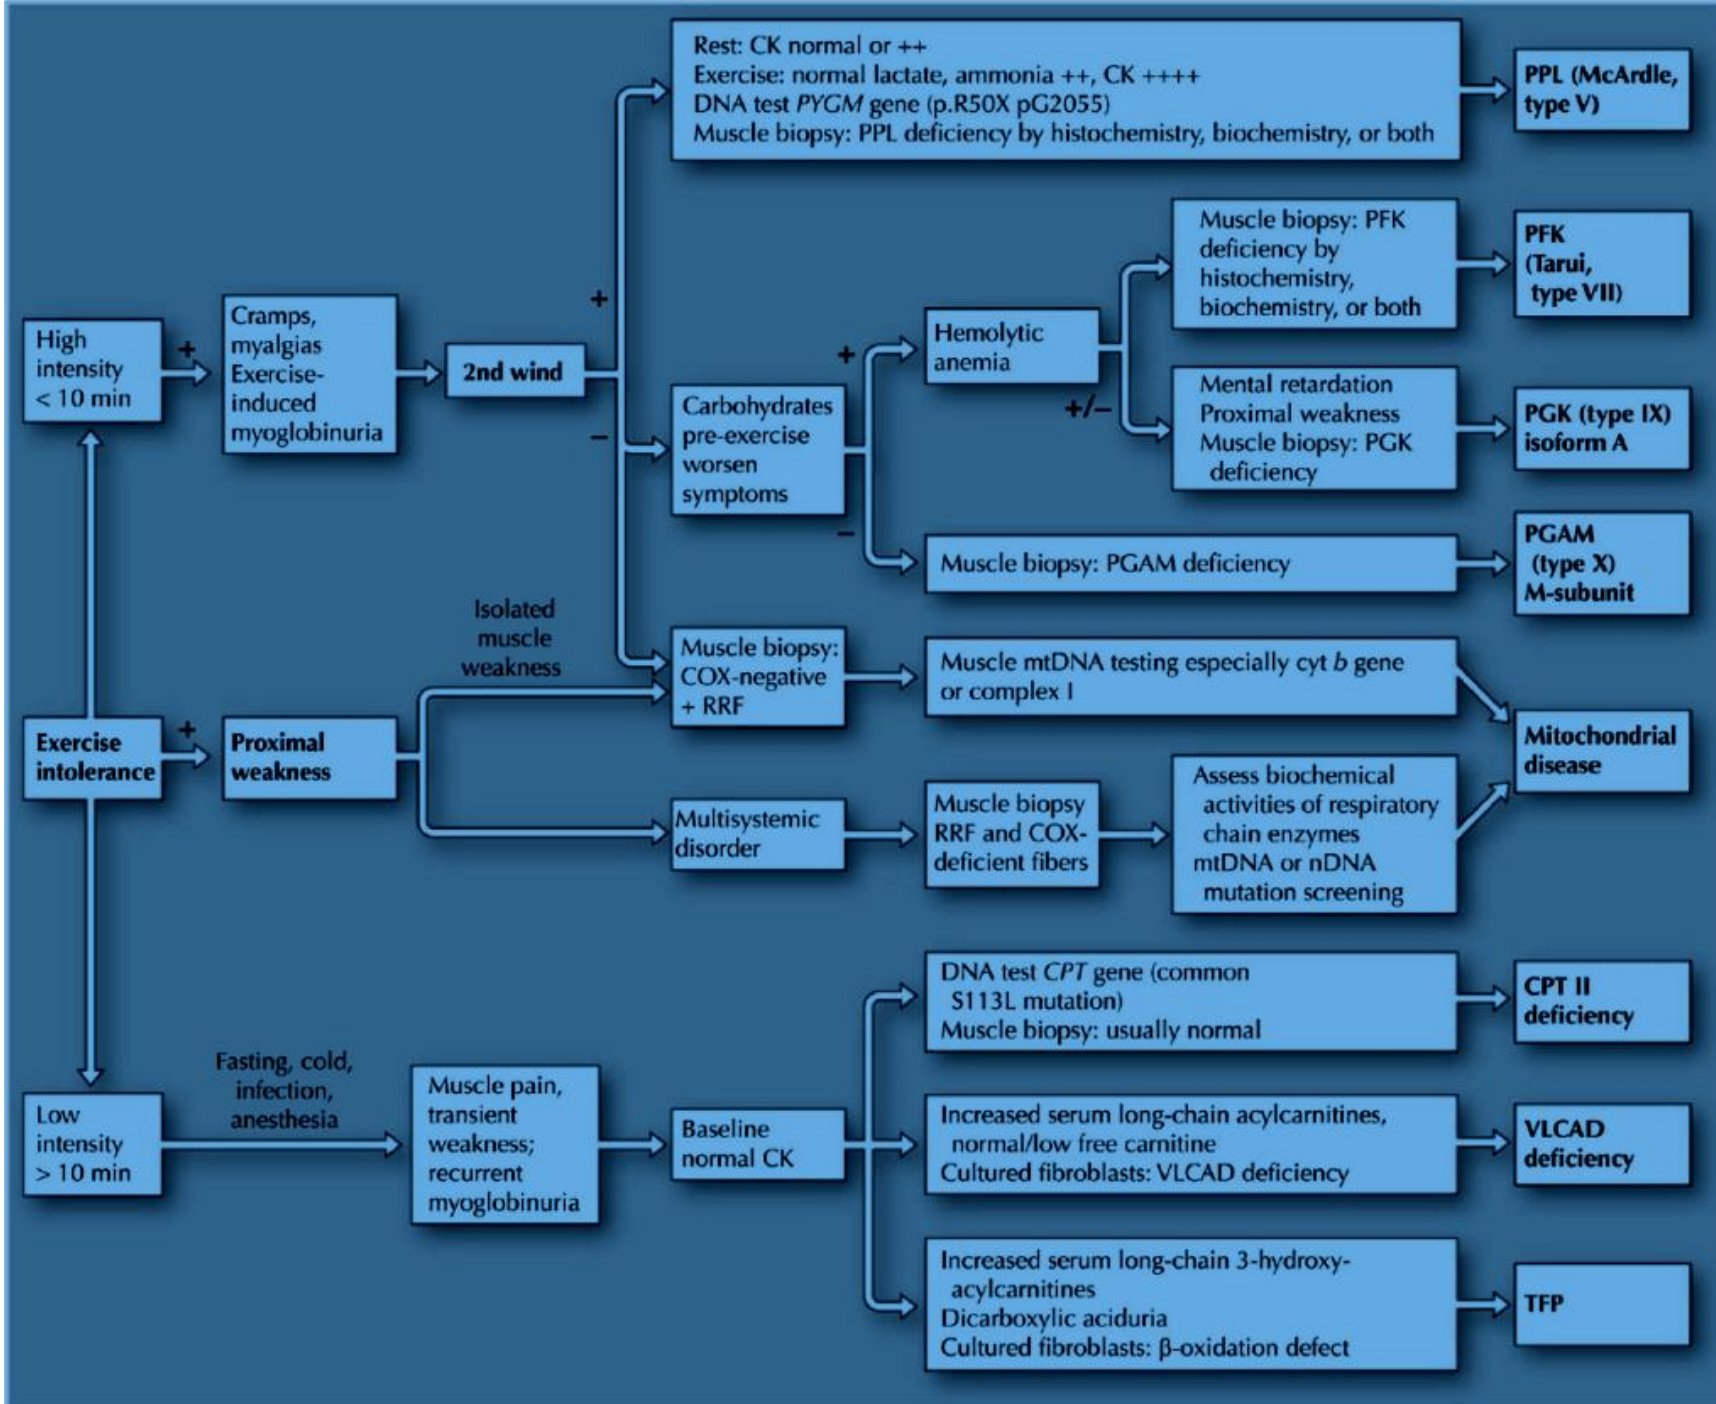 Rest: CK normal or ++
Exercise: normal lactate, ammonia ++, CK ++++
DNA test PYGM gene (p.R50X pG2055)
Muscle biopsy: PPL deficiency by histochemistry, biochemistry, or both
PPL (McArdle,
type V)
High
intensity
< 10 min
+
Cramps,
myalgias
Exercise-
induced
myoglobinuria
2nd wind
+
–
Carbohydrates
pre-exercise
worsen
symptoms
+
–
Hemolytic
anemia
+/–
Muscle biopsy: PFK
deficiency by
histochemistry,
biochemistry, or both
PFK
(Tarui,
type VII)
Mental retardation
Proximal weakness
Muscle biopsy: PGK
deficiency
PGK (type IX)
isoform A
Muscle biopsy: PGAM deficiency
PGAM
(type X)
M-subunit
Exercise
intolerance
+
Proximal
weakness
Isolated
muscle
weakness
Muscle biopsy:
COX-negative
+ RRF
Muscle mtDNA testing especially cyt b gene
or complex I
Multisystemic
disorder
Muscle biopsy
RRF and COX-
deficient fibers
Assess biochemical
activities of respiratory
chain enzymes
mtDNA or nDNA
mutation screening
Mitochondrial
disease
Low
intensity
> 10 min
Fasting, cold,
infection,
anesthesia
Muscle pain,
transient
weakness;
recurrent
myoglobinuria
Baseline
normal CK
DNA test CPT gene (common
S113L mutation)
Muscle biopsy: usually normal
CPT II
deficiency
Increased serum long-chain acylcarnitines,
normal/low free carnitine
Cultured fibroblasts: VLCAD deficiency
VLCAD
deficiency
Increased serum long-chain 3-hydroxy-
acylcarnitines
Dicarboxylic aciduria
Cultured fibroblasts: β-oxidation defect
TFP